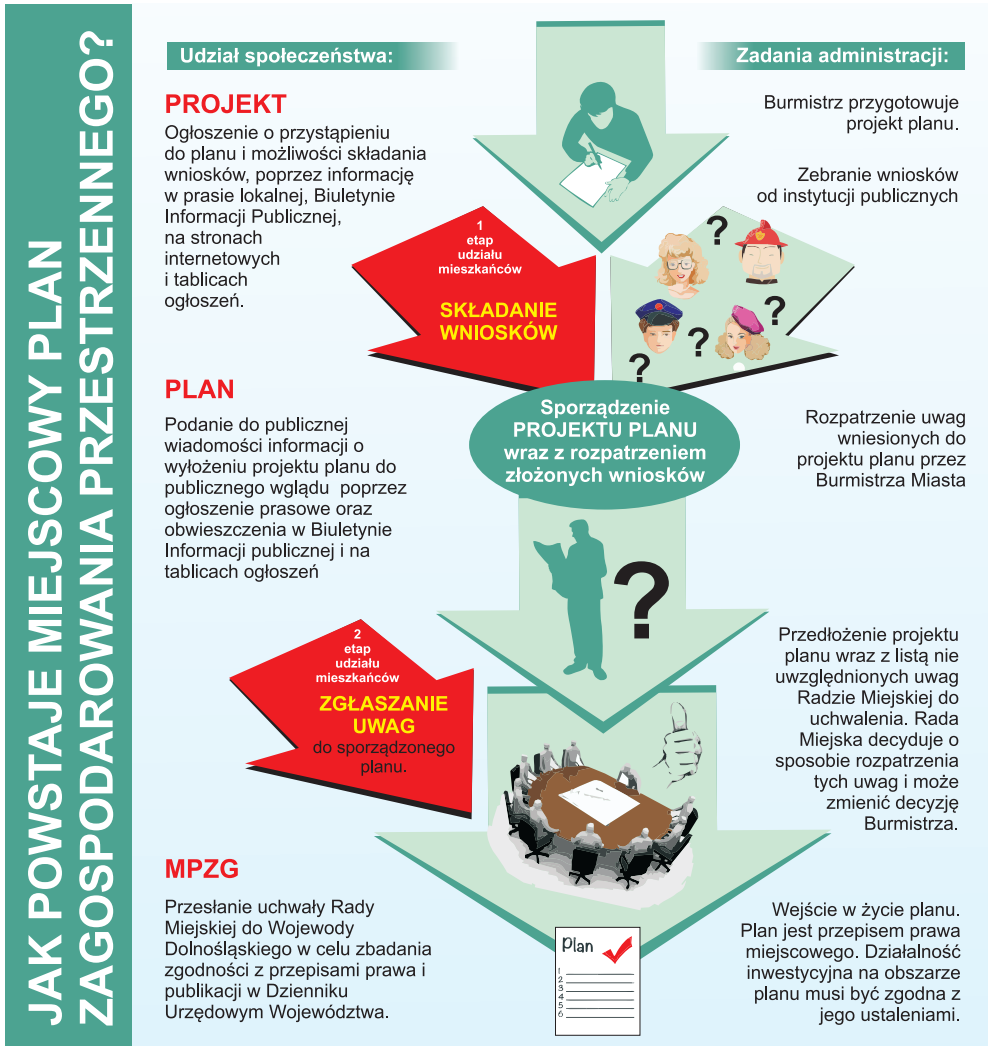 JAK POWSTAJE MIEJSCOWY PLAN
ZAGOSPODAROWANIA PRZESTRZENNEGO?
Udział społeczeństwa:
PROJEKT
Ogłoszenie o przystąpieniu
do planu i możliwości składania
wniosków, poprzez informację
w prasie lokalnej, Biuletynie
Informacji Publicznej,
na stronach
internetowych
i tablicach
ogłoszeń.
Zadania administracji:
Burmistrz przygotowuje
projekt planu.
Zebranie wniosków
od instytucji publicznych
1
etap
udziału
mieszkańców
SKŁADANIE
WNIOSKÓW
?
?
?
?
Sporządzenie
PROJEKTU PLANU
wraz z rozpatrzeniem
złożonych wniosków
PLAN
Podanie do publicznej
wiadomości informacji o
wyłożeniu projektu planu do
publicznego wglądu poprzez
ogłoszenie prasowe oraz
obwieszczenia w Biuletynie
Informacji publicznej i na
tablicach ogłoszeń
Rozpatrzenie uwag
wniesionych do
projektu planu przez
Burmistrza Miasta
?
2
etap
udziału
mieszkańców
ZGŁASZANIE
UWAG
do sporządzonego
planu.
Przedłożenie projektu
planu wraz z listą nie
uwzględnionych uwag
Radzie Miejskiej do
uchwalenia. Rada
Miejska decyduje o
sposobie rozpatrzenia
tych uwag i może
zmienić decyzję
Burmistrza.
MPZG
Przesłanie uchwały Rady
Miejskiej do Wojewody
Dolnośląskiego w celu zbadania
zgodności z przepisami prawa i
publikacji w Dzienniku
Urzędowym Województwa.
Plan
1
2
3
4
5
6
Wejście w życie planu.
Plan jest przepisem prawa
miejscowego. Działalność
inwestycyjna na obszarze
planu musi być zgodna z
jego ustaleniami.